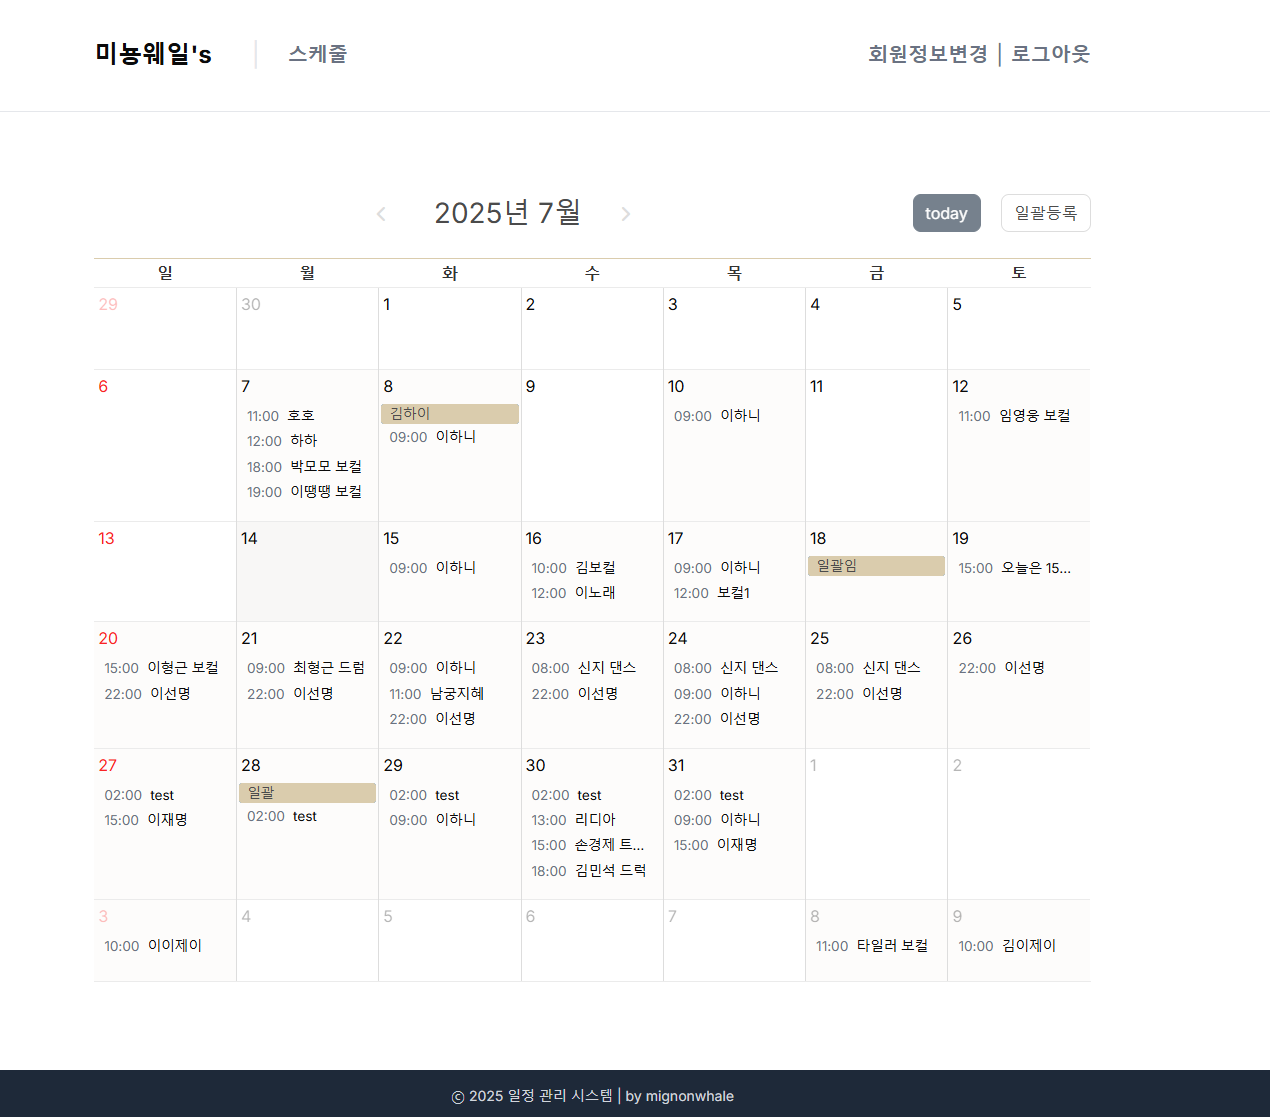 미뇽웨일's | 스케줄 회원정보변경 | 로그아웃
2025년 7월 today 일괄등록
일 월 화 수 목 금 토
29 30 1 2 3 4 5
6 7 8 9 10 11 12
11:00 호호 김하이 09:00 이하니 11:00 임영웅 보컬
12:00 하하 09:00 이하니
18:00 박모모 보컬
19:00 이땡땡 보컬
13 14 15 16 17 18 19
09:00 이하니 10:00 김보컬 09:00 이하니 일괄임 15:00 오늘은 15...
12:00 이노래 12:00 보컬1
20 21 22 23 24 25 26
15:00 이형근 보컬 09:00 최형근 드럼 09:00 이하니 08:00 신지 댄스 08:00 신지 댄스 08:00 신지 댄스 22:00 이선명
22:00 이선명 22:00 이선명 11:00 남궁지혜 22:00 이선명 09:00 이하니 22:00 이선명
22:00 이선명 22:00 이선명
27 28 29 30 31 1 2
02:00 test 일괄 02:00 test 02:00 test 02:00 test
15:00 이재명 02:00 test 09:00 이하니 13:00 리디아 09:00 이하니
15:00 손경제 트... 15:00 이재명
18:00 김민석 드럭
3 4 5 6 7 8 9
10:00 이이제이 11:00 타일러 보컬 10:00 김이제이
© 2025 일정 관리 시스템 | by mignonwhale